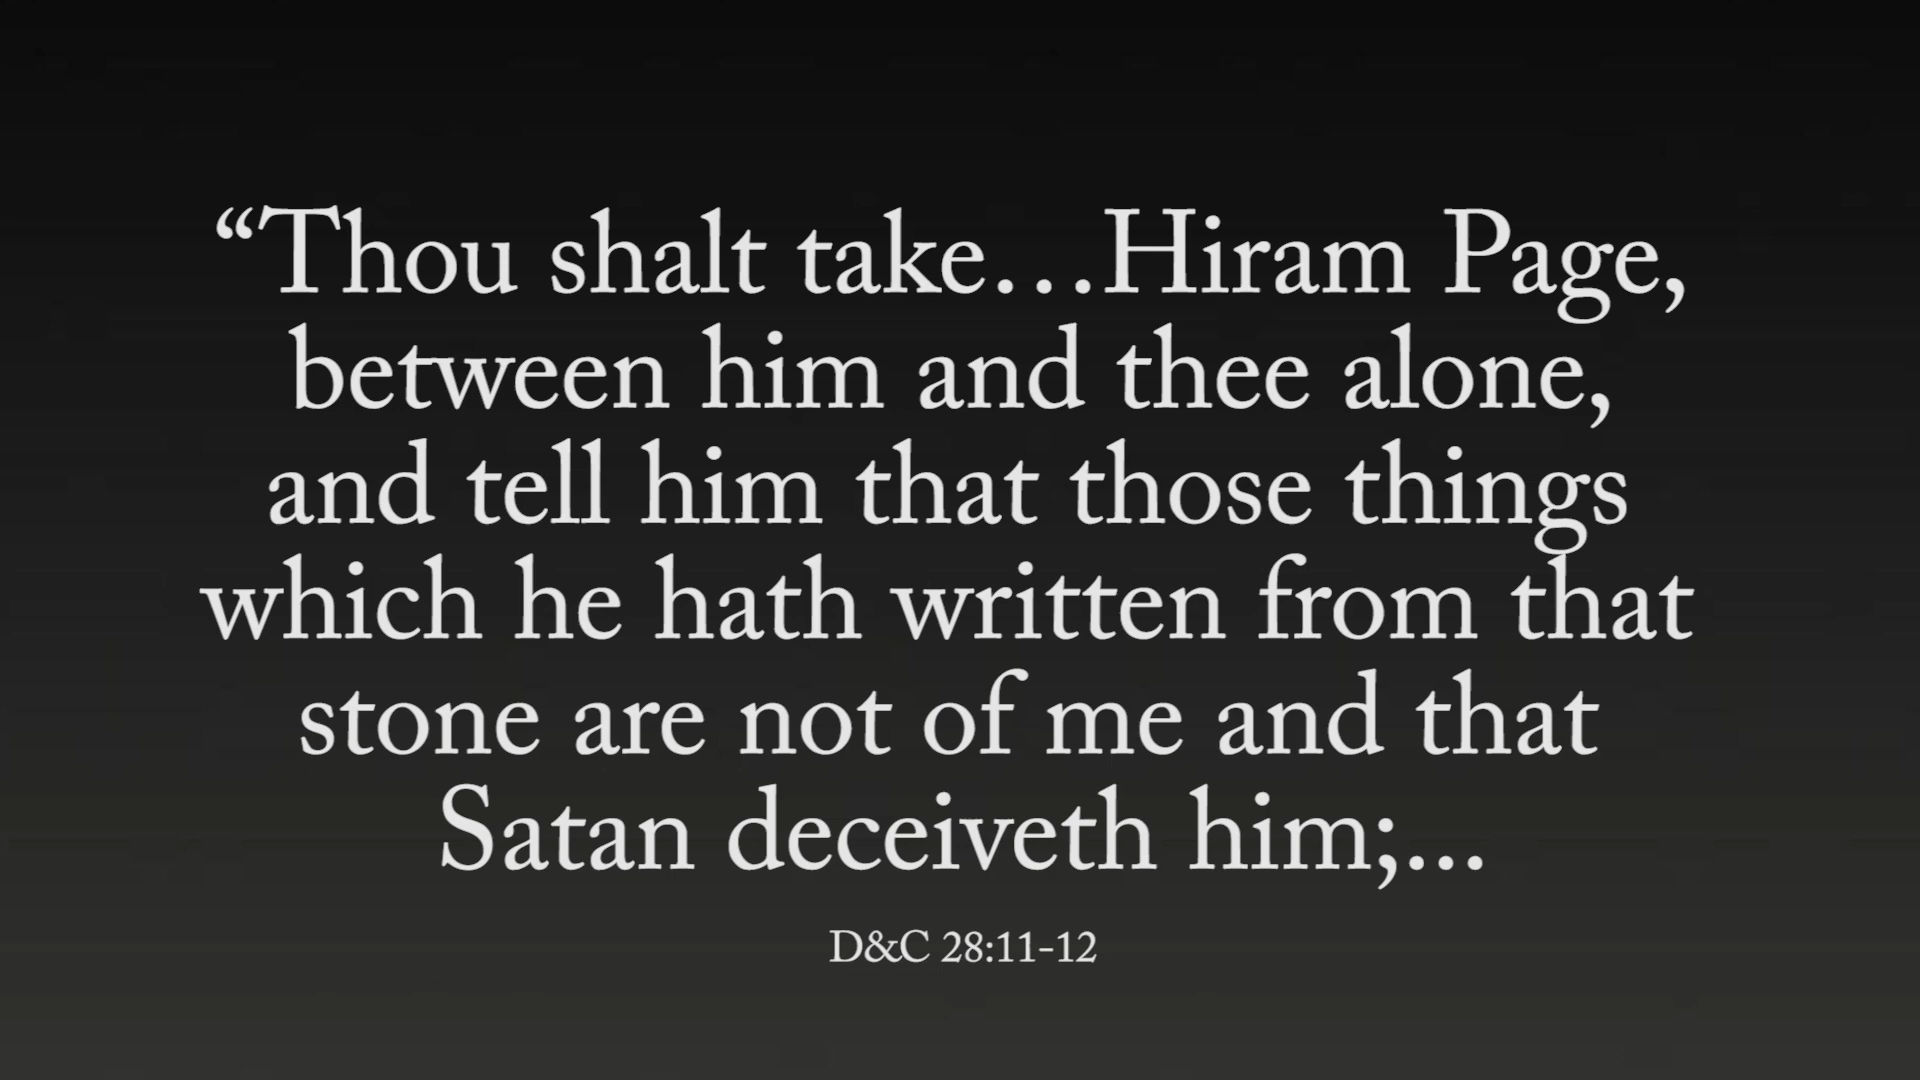 “Thou shalt take…Hiram Page,
between him and thee alone,
and tell him that those things
which he hath written from that
stone are not of me and that
Satan deceiveth him;...
D&C 28:11-12